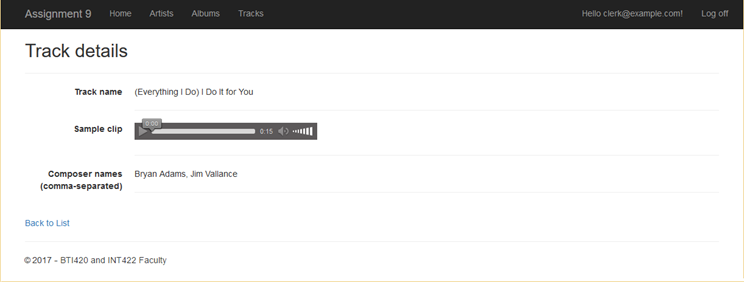 Assignment 9 Home Artists Albums Tracks Hello clerk@example.com! Log off
Track details
Track name (Everything I Do) I Do It for You
Sample clip 0:00 0:15
Composer names Bryan Adams, Jim Vallance
(comma-separated)
Back to List
© 2017 - BTI420 and INT422 Faculty